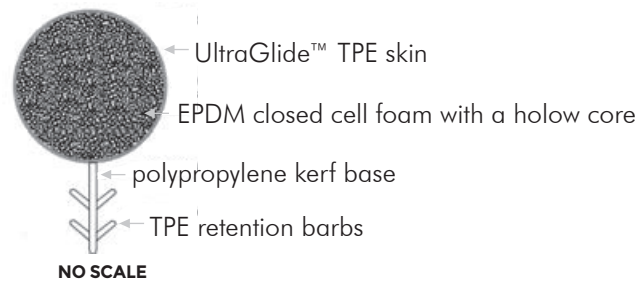 UltraGlide™ TPE skin
EPDM closed cell foam with a holow core
polypropylene kerf base
TPE retention barbs
NO SCALE